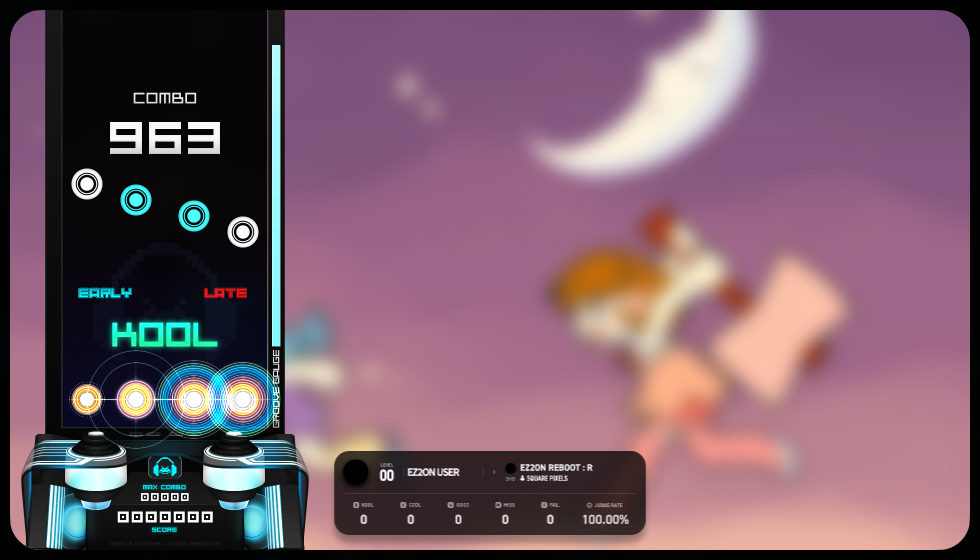 COMBO
963
EARLY LATE
KOOL
GROOVE GAUGE
MAX COMBO
SCORE
LEVEL
00 EZ2ON USER
EZ2ON REBOOT : R
SQUARE PIXELS
KOOL COOL GOOD MISS FAIL JUDGE RATE
0 0 0 0 0 100.00%